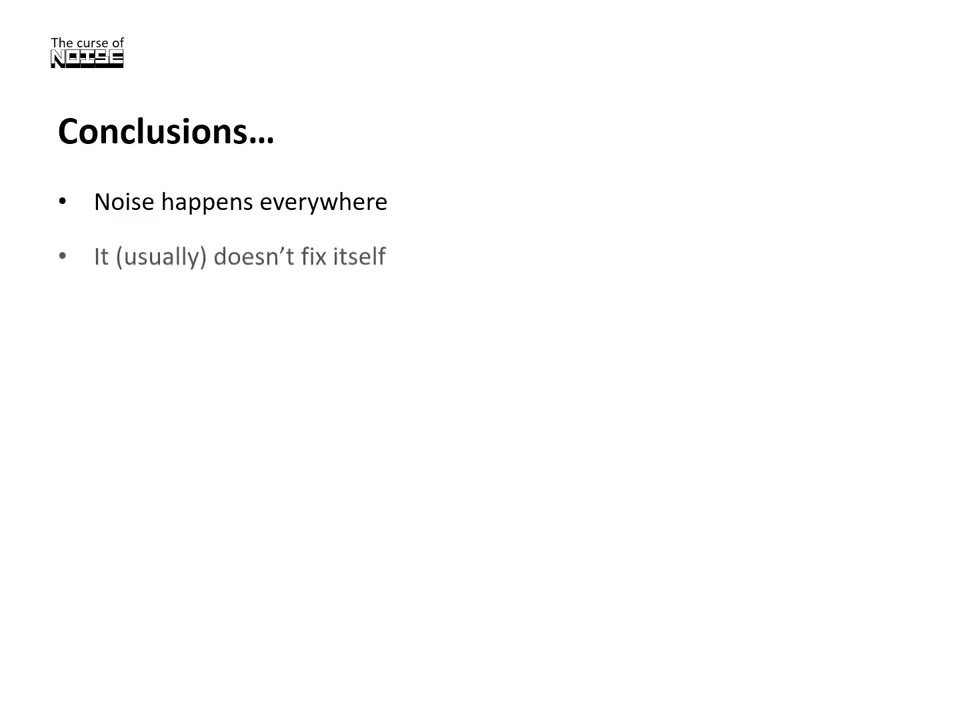 The curse of
NOISE
Conclusions…
• Noise happens everywhere
• It (usually) doesn’t fix itself